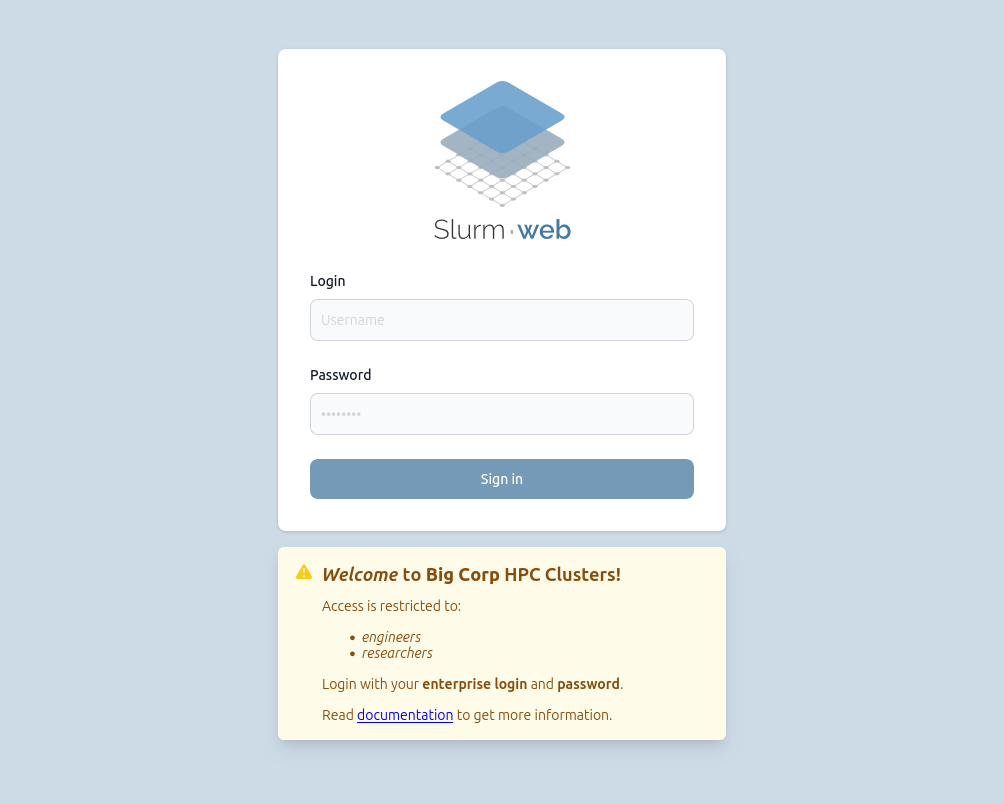 Slurm·web
Login
Username
Password
••••••••
Sign in
Welcome to Big Corp HPC Clusters!
Access is restricted to:
• engineers
• researchers
Login with your enterprise login and password.
Read documentation to get more information.